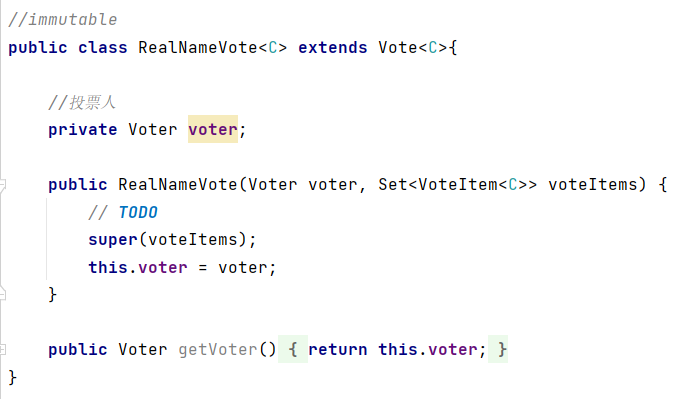 //immutable
public class RealNameVote<C> extends Vote<C>{
//投票人
private Voter voter;
public RealNameVote(Voter voter, Set<VoteItem<C>> voteItems) {
// TODO
super(voteItems);
this.voter = voter;
}
public Voter getVoter() { return this.voter; }
}